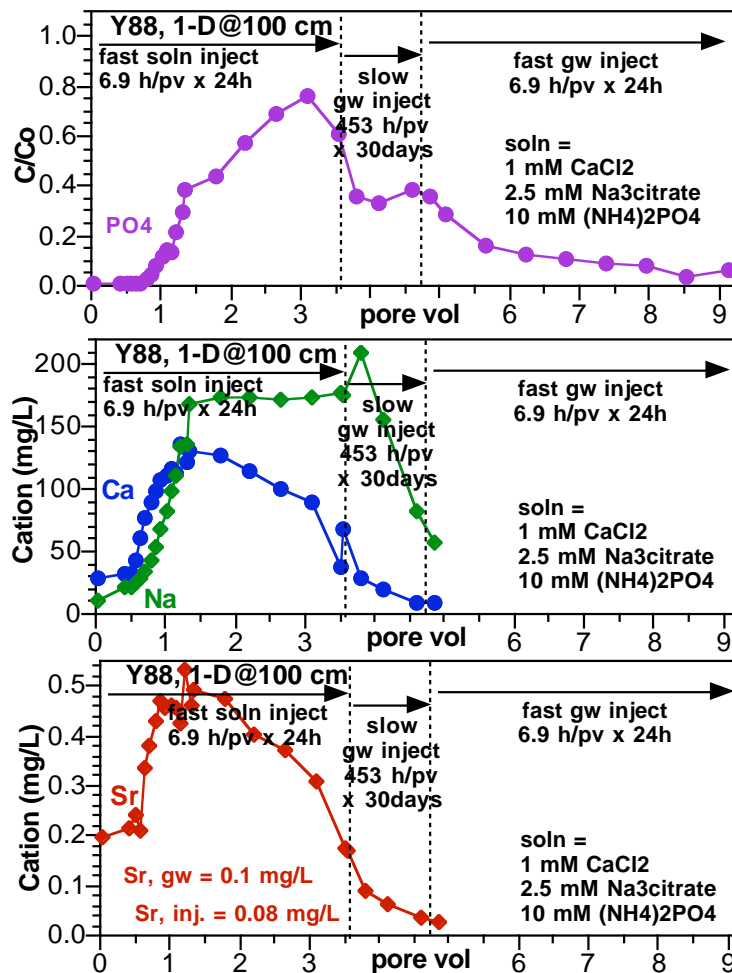 Y88, 1-D@100 cm
fast soln inject
6.9 h/pv x 24h
slow
gw inject
453 h/pv
x 30days
fast gw inject
6.9 h/pv x 24h
soln =
1 mM CaCl2
2.5 mM Na3citrate
10 mM (NH4)2PO4
PO4
C/Co
1.0
0.8
0.6
0.4
0.2
0.0
0 1 2 3 4 5 6 7 8 9
pore vol
Y88, 1-D@100 cm
fast soln inject
6.9 h/pv x 24h
slow
gw inject
453 h/pv
x 30days
fast gw inject
6.9 h/pv x 24h
soln =
1 mM CaCl2
2.5 mM Na3citrate
10 mM (NH4)2PO4
Ca
Na
Cation (mg/L)
200
150
100
50
0
0 1 2 3 4 5 6 7 8 9
pore vol
Y88, 1-D@100 cm
fast soln inject
6.9 h/pv x 24h
slow
gw inject
453 h/pv
x 30days
fast gw inject
6.9 h/pv x 24h
soln =
1 mM CaCl2
2.5 mM Na3citrate
10 mM (NH4)2PO4
Sr
Sr, gw = 0.1 mg/L
Sr, inj. = 0.08 mg/L
Cation (mg/L)
0.5
0.4
0.3
0.2
0.1
0.0
0 1 2 3 5 6 7 8 9
pore vol